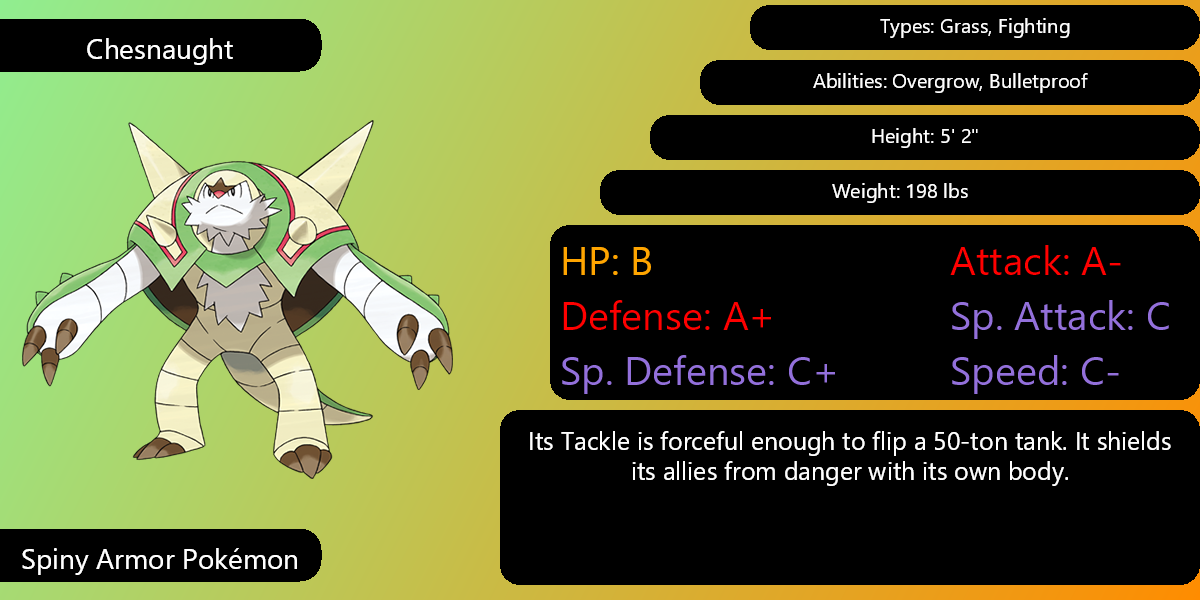 Chesnaught
Types: Grass, Fighting
Abilities: Overgrow, Bulletproof
Height: 5' 2"
Weight: 198 lbs
HP: B
Attack: A-
Defense: A+
Sp. Attack: C
Sp. Defense: C+
Speed: C-
Its Tackle is forceful enough to flip a 50-ton tank. It shields
its allies from danger with its own body.
Spiny Armor Pokémon